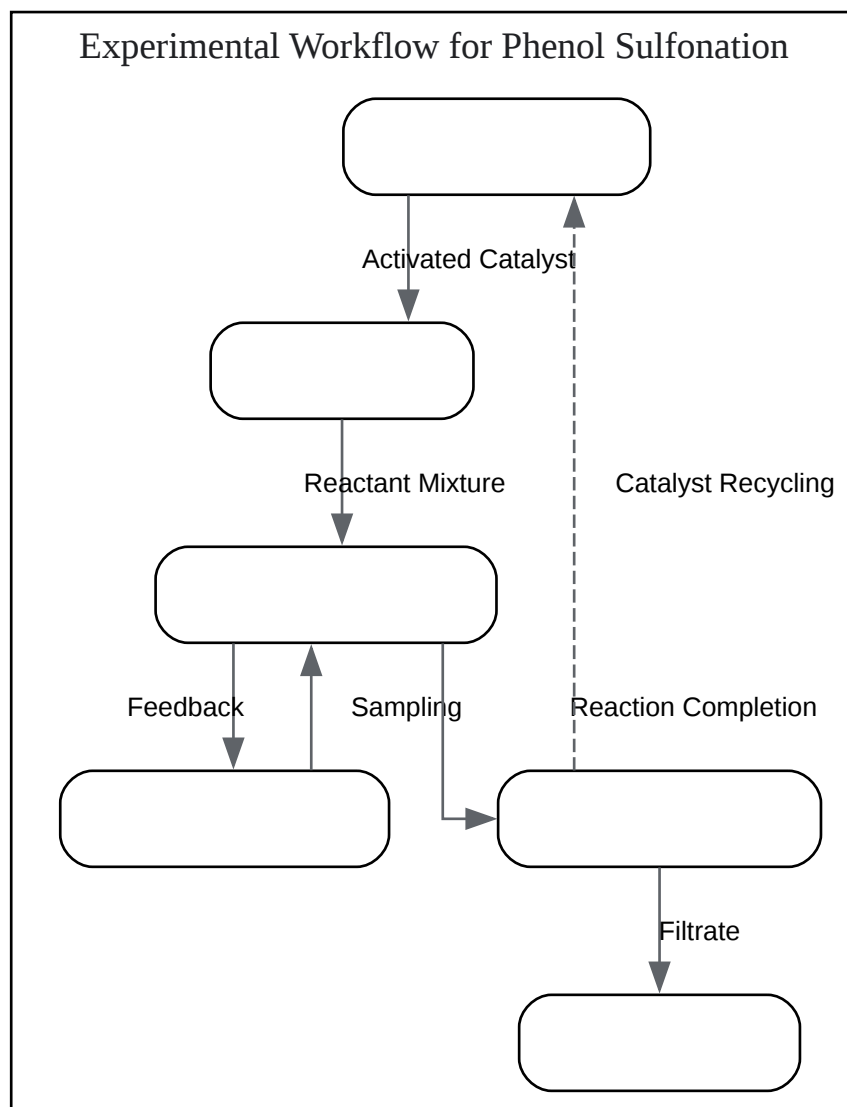 Experimental Workflow for Phenol Sulfonation
Activated Catalyst
Reactant Mixture
Catalyst Recycling
Feedback
Sampling
Reaction Completion
Filtrate